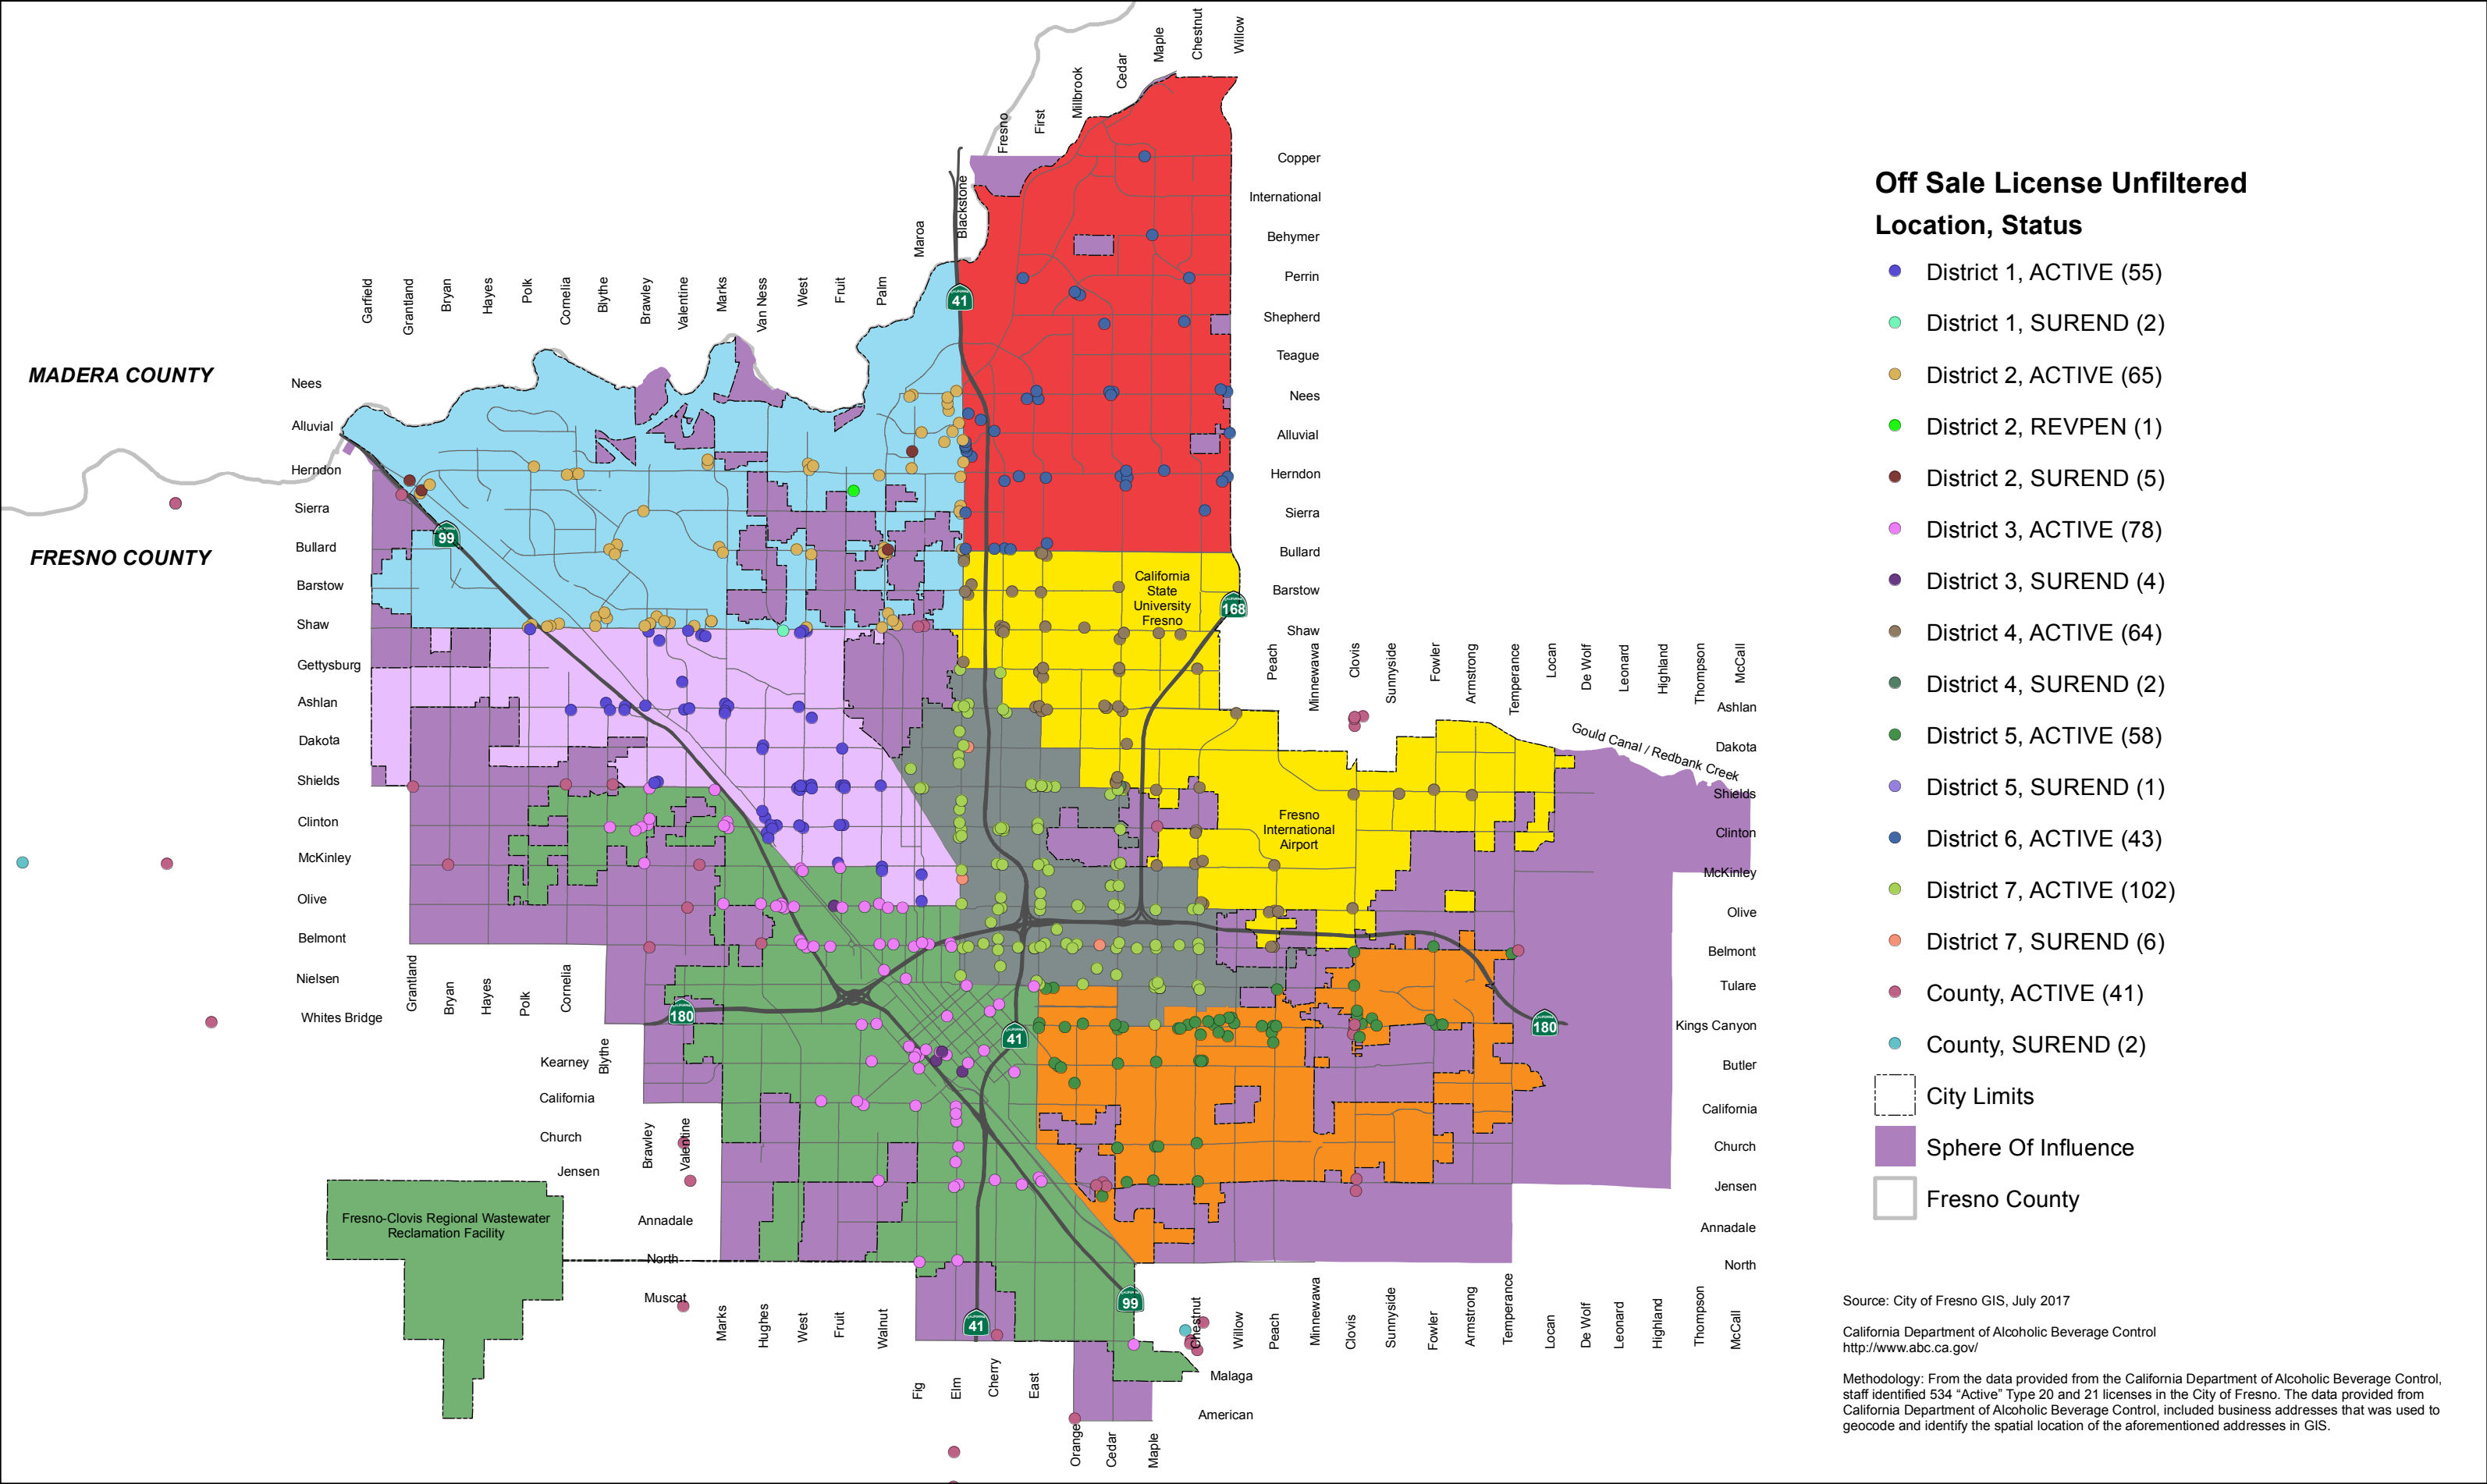 Chestnut
Willow
Maple
Cedar
Millbrook
First
Fresno
Blackstone
Maroa
Copper
International
Behymer
Perrin
Shepherd
Teague
Nees
Alluvial
Herndon
Sierra
Bullard
Barstow
Shaw
Garfield
Grantland
Bryan
Hayes
Polk
Cornelia
Blythe
Brawley
Valentine
Marks
Van Ness
West
Fruit
Palm
41
MADERA COUNTY
FRESNO COUNTY
Nees
Alluvial
Herndon
Sierra
Bullard
Barstow
Shaw
Gettysburg
Ashlan
Dakota
Shields
Clinton
McKinley
Olive
Belmont
Nielsen
Whites Bridge
Kearney
California
Church
Jensen
Annadale
North
Muscat
99
California
State
University
Fresno
168
Peach
Minnewawa
Clovis
Sunnyside
Fowler
Armstrong
Temperance
Locan
De Wolf
Leonard
Highland
Thompson
McCall
Gould Canal / Redbank Creek
Ashlan
Dakota
Shields
Clinton
McKinley
Olive
Belmont
Tulare
Kings Canyon
Butler
California
Church
Jensen
Annadale
North
Fresno
International
Airport
Grantland
Bryan
Hayes
Polk
Cornelia
Blythe
Brawley
Valentine
180
41
180
Fresno-Clovis Regional Wastewater
Reclamation Facility
Marks
Hughes
West
Fruit
Walnut
Fig
Elm
Cherry
East
Orange
Cedar
Maple
Chestnut
Willow
Peach
Minnewawa
Clovis
Sunnyside
Fowler
Armstrong
Temperance
Locan
De Wolf
Leonard
Highland
Thompson
McCall
41
99
Malaga
American
Off Sale License Unfiltered
Location, Status
District 1, ACTIVE (55)
District 1, SUREND (2)
District 2, ACTIVE (65)
District 2, REVPEN (1)
District 2, SUREND (5)
District 3, ACTIVE (78)
District 3, SUREND (4)
District 4, ACTIVE (64)
District 4, SUREND (2)
District 5, ACTIVE (58)
District 5, SUREND (1)
District 6, ACTIVE (43)
District 7, ACTIVE (102)
District 7, SUREND (6)
County, ACTIVE (41)
County, SUREND (2)
City Limits
Sphere Of Influence
Fresno County
Source: City of Fresno GIS, July 2017
California Department of Alcoholic Beverage Control
http://www.abc.ca.gov/
Methodology: From the data provided from the California Department of Alcoholic Beverage Control,
staff identified 534 “Active” Type 20 and 21 licenses in the City of Fresno. The data provided from
California Department of Alcoholic Beverage Control, included business addresses that was used to
geocode and identify the spatial location of the aforementioned addresses in GIS.